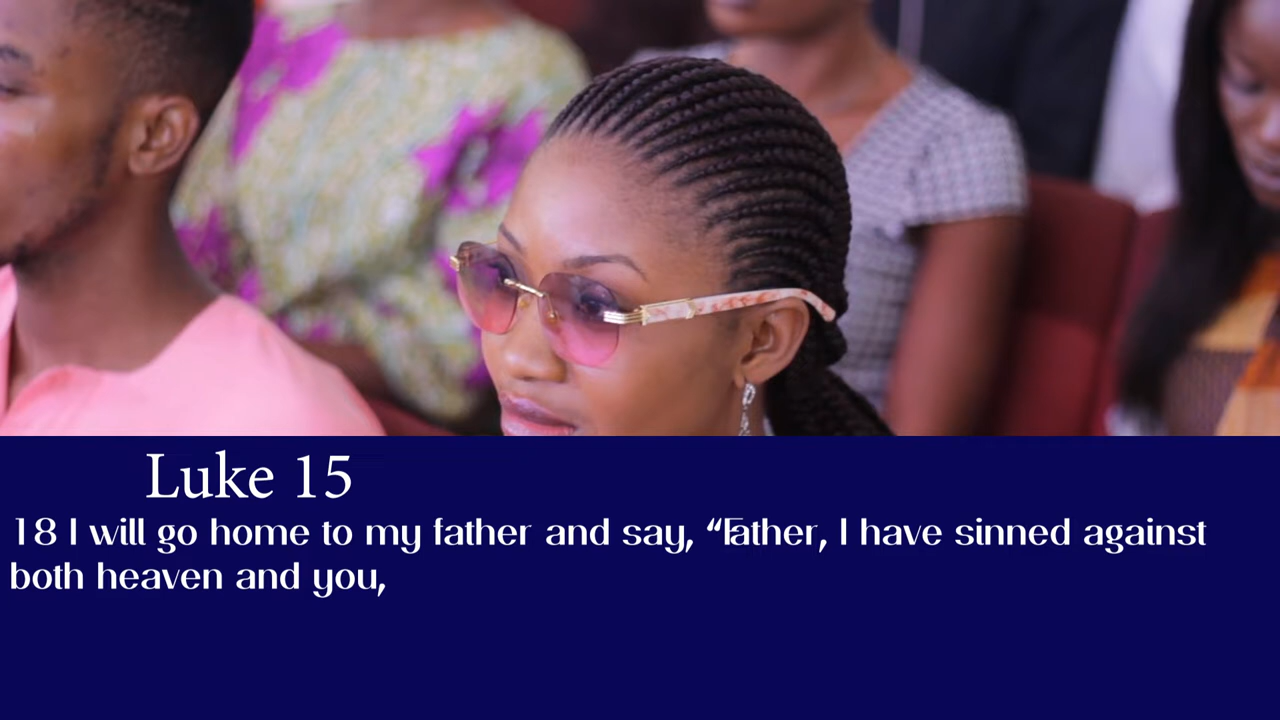 Luke 15
18 I will go home to my father and say, “Father, I have sinned against
both heaven and you,